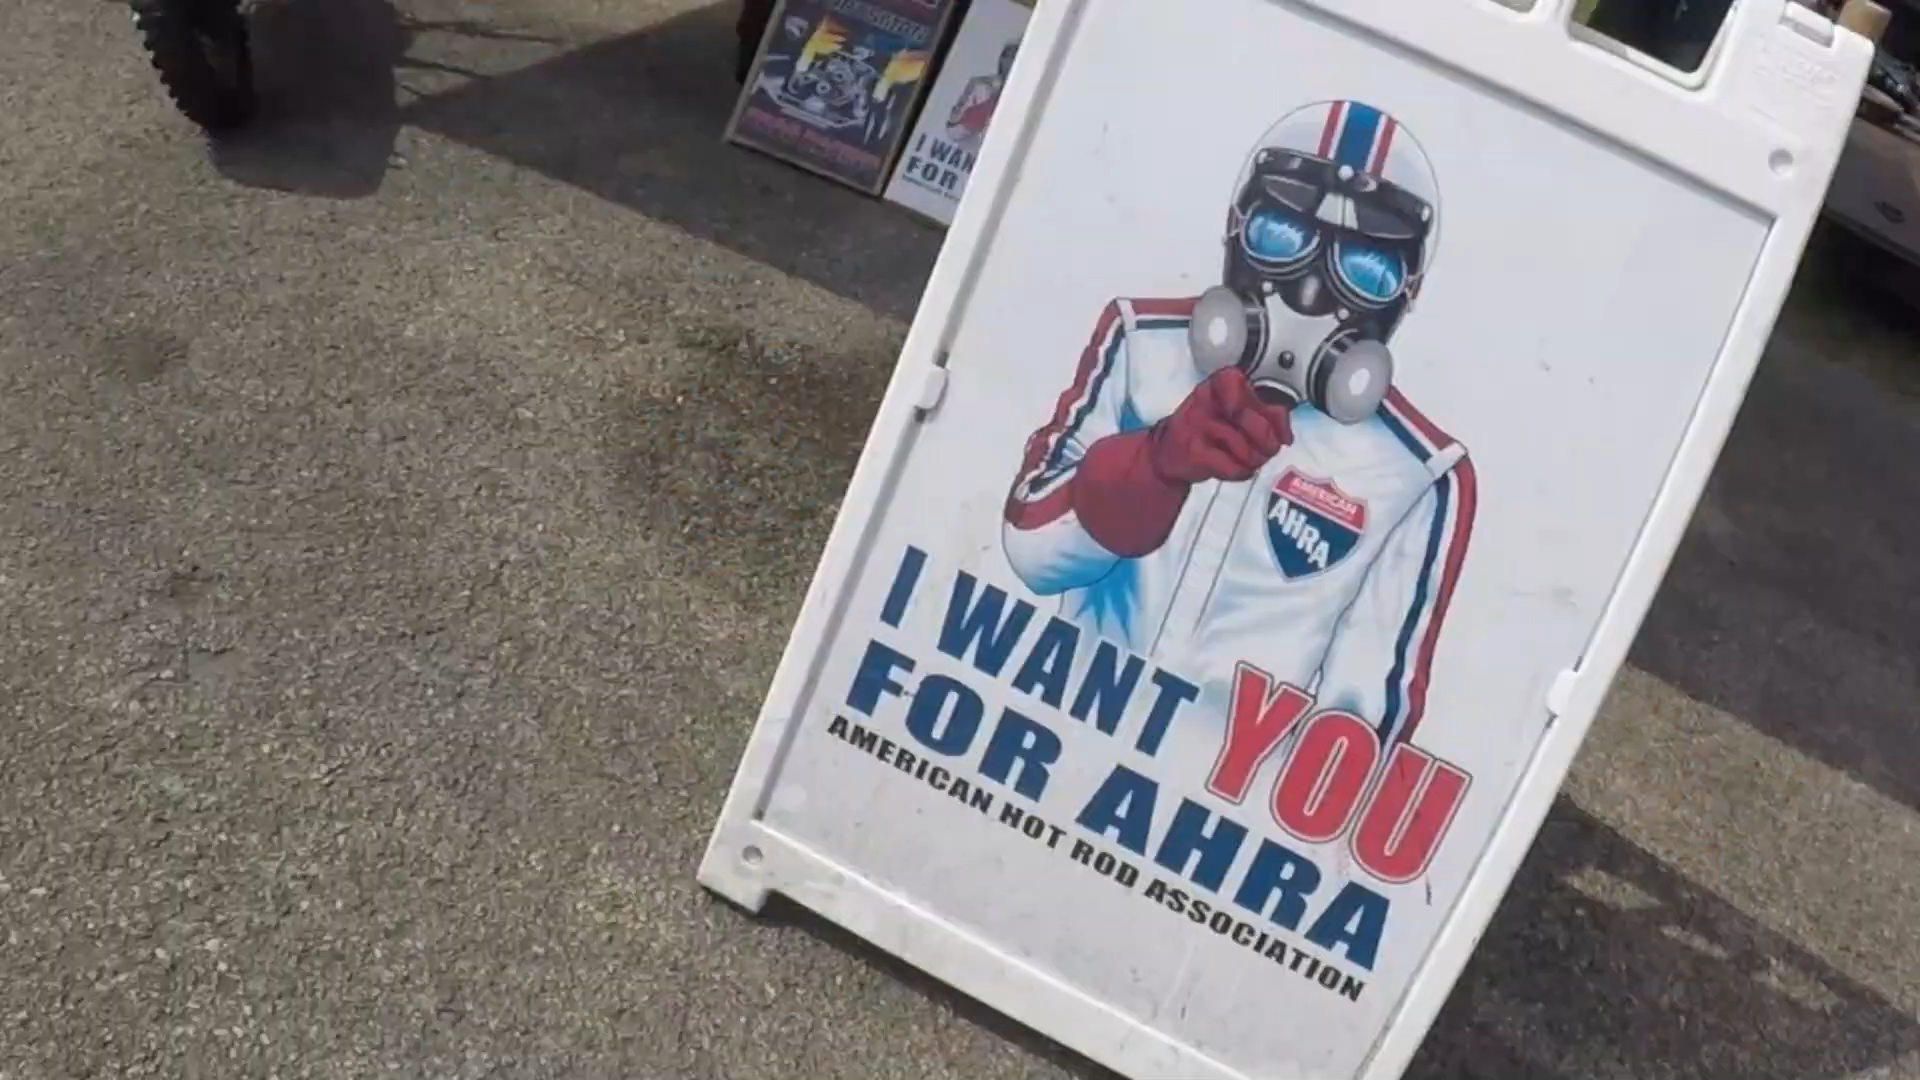 I WANT YOU
FOR AHRA
AMERICAN HOT ROD ASSOCIATION
AMERICAN
AHRA
I WAN
FOR